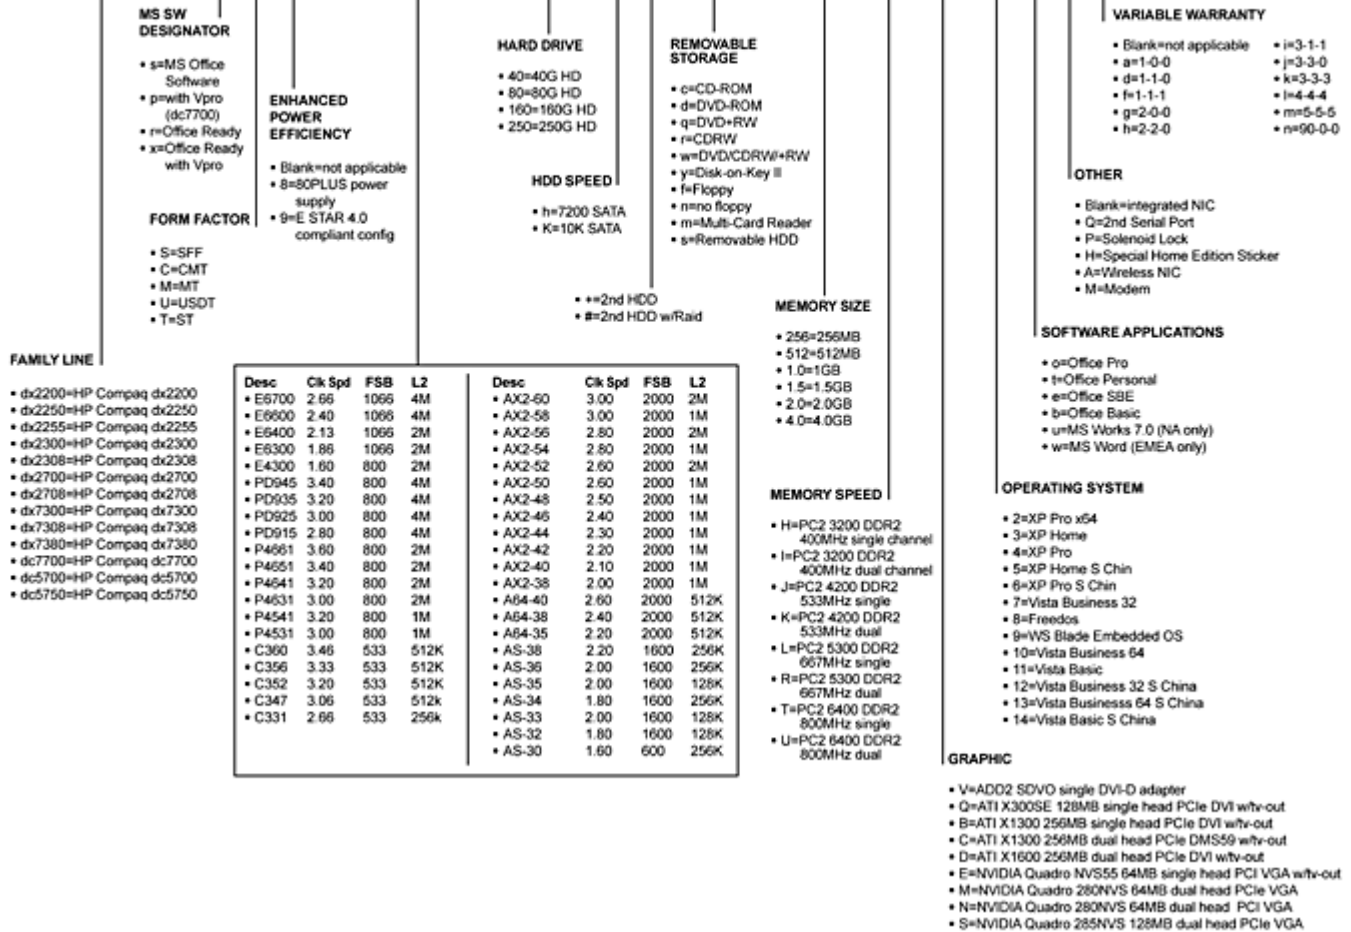 MS SW
DESIGNATOR
• s=MS Office
Software
• p=with Vpro
(dc7700)
• r=Office Ready
• x=Office Ready
with Vpro
ENHANCED
POWER
EFFICIENCY
• Blank=not applicable
• 8=80PLUS power
supply
• 9=E STAR 4.0
compliant config
FORM FACTOR
• S=SFF
• C=CMT
• M=MT
• U=USDT
• T=ST
FAMILY LINE
• dx2200=HP Compaq dx2200
• dx2250=HP Compaq dx2250
• dx2255=HP Compaq dx2255
• dx2300=HP Compaq dx2300
• dx2308=HP Compaq dx2308
• dx2700=HP Compaq dx2700
• dx2708=HP Compaq dx2708
• dx7300=HP Compaq dx7300
• dx7308=HP Compaq dx7308
• dx7380=HP Compaq dx7380
• dc7700=HP Compaq dc7700
• dc5700=HP Compaq dc5700
• dc5750=HP Compaq dc5750
HARD DRIVE
• 40=40G HD
• 80=80G HD
• 160=160G HD
• 250=250G HD
HDD SPEED
• h=7200 SATA
• K=10K SATA
• +=2nd HDD
• #=2nd HDD w/Raid
Desc Clk Spd FSB L2
• E6700 2.66 1066 4M
• E6600 2.40 1066 4M
• E6400 2.13 1066 2M
• E6300 1.86 1066 2M
• E4300 1.60 800 2M
• PD945 3.40 800 4M
• PD935 3.20 800 4M
• PD925 3.00 800 4M
• PD915 2.80 800 4M
• P4661 3.60 800 2M
• P4651 3.40 800 2M
• P4641 3.20 800 2M
• P4631 3.00 800 2M
• P4541 3.20 800 1M
• P4531 3.00 800 1M
• C360 3.46 533 512K
• C356 3.33 533 512K
• C352 3.20 533 512K
• C347 3.06 533 512k
• C331 2.66 533 256k
Desc Clk Spd FSB L2
• AX2-60 3.00 2000 2M
• AX2-58 3.00 2000 1M
• AX2-56 2.80 2000 2M
• AX2-54 2.80 2000 1M
• AX2-52 2.60 2000 2M
• AX2-50 2.60 2000 1M
• AX2-48 2.50 2000 1M
• AX2-46 2.40 2000 1M
• AX2-44 2.30 2000 1M
• AX2-42 2.20 2000 1M
• AX2-40 2.10 2000 1M
• AX2-38 2.00 2000 1M
• A64-40 2.60 2000 512K
• A64-38 2.40 2000 512K
• A64-35 2.20 2000 512K
• AS-38 2.20 1600 256K
• AS-36 2.00 1600 256K
• AS-35 2.00 1600 128K
• AS-34 1.80 1600 256K
• AS-33 2.00 1600 128K
• AS-32 1.80 1600 128K
• AS-30 1.60 600 256K
REMOVABLE
STORAGE
• c=CD-ROM
• d=DVD-ROM
• q=DVD+RW
• r=CDRW
• w=DVD/CDRW/+RW
• y=Disk-on-Key II
• f=Floppy
• n=no floppy
• m=Multi-Card Reader
• s=Removable HDD
MEMORY SIZE
• 256=256MB
• 512=512MB
• 1.0=1GB
• 1.5=1.5GB
• 2.0=2.0GB
• 4.0=4.0GB
MEMORY SPEED
• H=PC2 3200 DDR2
400MHz single channel
• I=PC2 3200 DDR2
400MHz dual channel
• J=PC2 4200 DDR2
533MHz single
• K=PC2 4200 DDR2
533MHz dual
• L=PC2 5300 DDR2
667MHz single
• R=PC2 5300 DDR2
667MHz dual
• T=PC2 6400 DDR2
800MHz single
• U=PC2 6400 DDR2
800MHz dual
VARIABLE WARRANTY
• Blank=not applicable
• a=1-0-0
• d=1-1-0
• f=1-1-1
• g=2-0-0
• h=2-2-0
• i=3-1-1
• j=3-3-0
• k=3-3-3
• l=4-4-4
• m=5-5-5
• n=90-0-0
OTHER
• Blank=integrated NIC
• Q=2nd Serial Port
• P=Solenoid Lock
• H=Special Home Edition Sticker
• A=Wireless NIC
• M=Modem
SOFTWARE APPLICATIONS
• o=Office Pro
• t=Office Personal
• e=Office SBE
• b=Office Basic
• u=MS Works 7.0 (NA only)
• w=MS Word (EMEA only)
OPERATING SYSTEM
• 2=XP Pro x64
• 3=XP Home
• 4=XP Pro
• 5=XP Home S Chin
• 6=XP Pro S Chin
• 7=Vista Business 32
• 8=Freedos
• 9=WS Blade Embedded OS
• 10=Vista Business 64
• 11=Vista Basic
• 12=Vista Business 32 S China
• 13=Vista Businesss 64 S China
• 14=Vista Basic S China
GRAPHIC
• V=ADD2 SDVO single DVI-D adapter
• Q=ATI X300SE 128MB single head PCIe DVI w/tv-out
• B=ATI X1300 256MB single head PCIe DVI w/tv-out
• C=ATI X1300 256MB dual head PCIe DMS59 w/tv-out
• D=ATI X1600 256MB dual head PCIe DVI w/tv-out
• E=NVIDIA Quadro NVS55 64MB single head PCI VGA w/tv-out
• M=NVIDIA Quadro 280NVS 64MB dual head PCIe VGA
• N=NVIDIA Quadro 280NVS 64MB dual head PCI VGA
• S=NVIDIA Quadro 285NVS 128MB dual head PCIe VGA